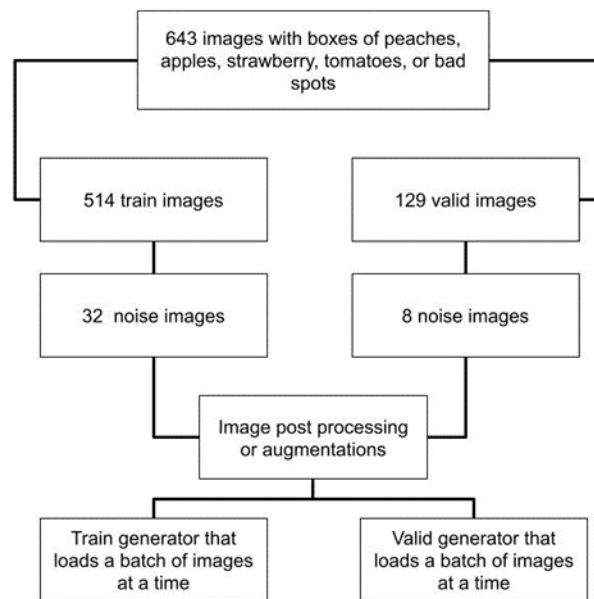 643 images with boxes of peaches,
apples, strawberry, tomatoes, or bad
spots
514 train images
129 valid images
32 noise images
8 noise images
Image post processing
or augmentations
Train generator that
loads a batch of images
at a time
Valid generator that
loads a batch of images
at a time